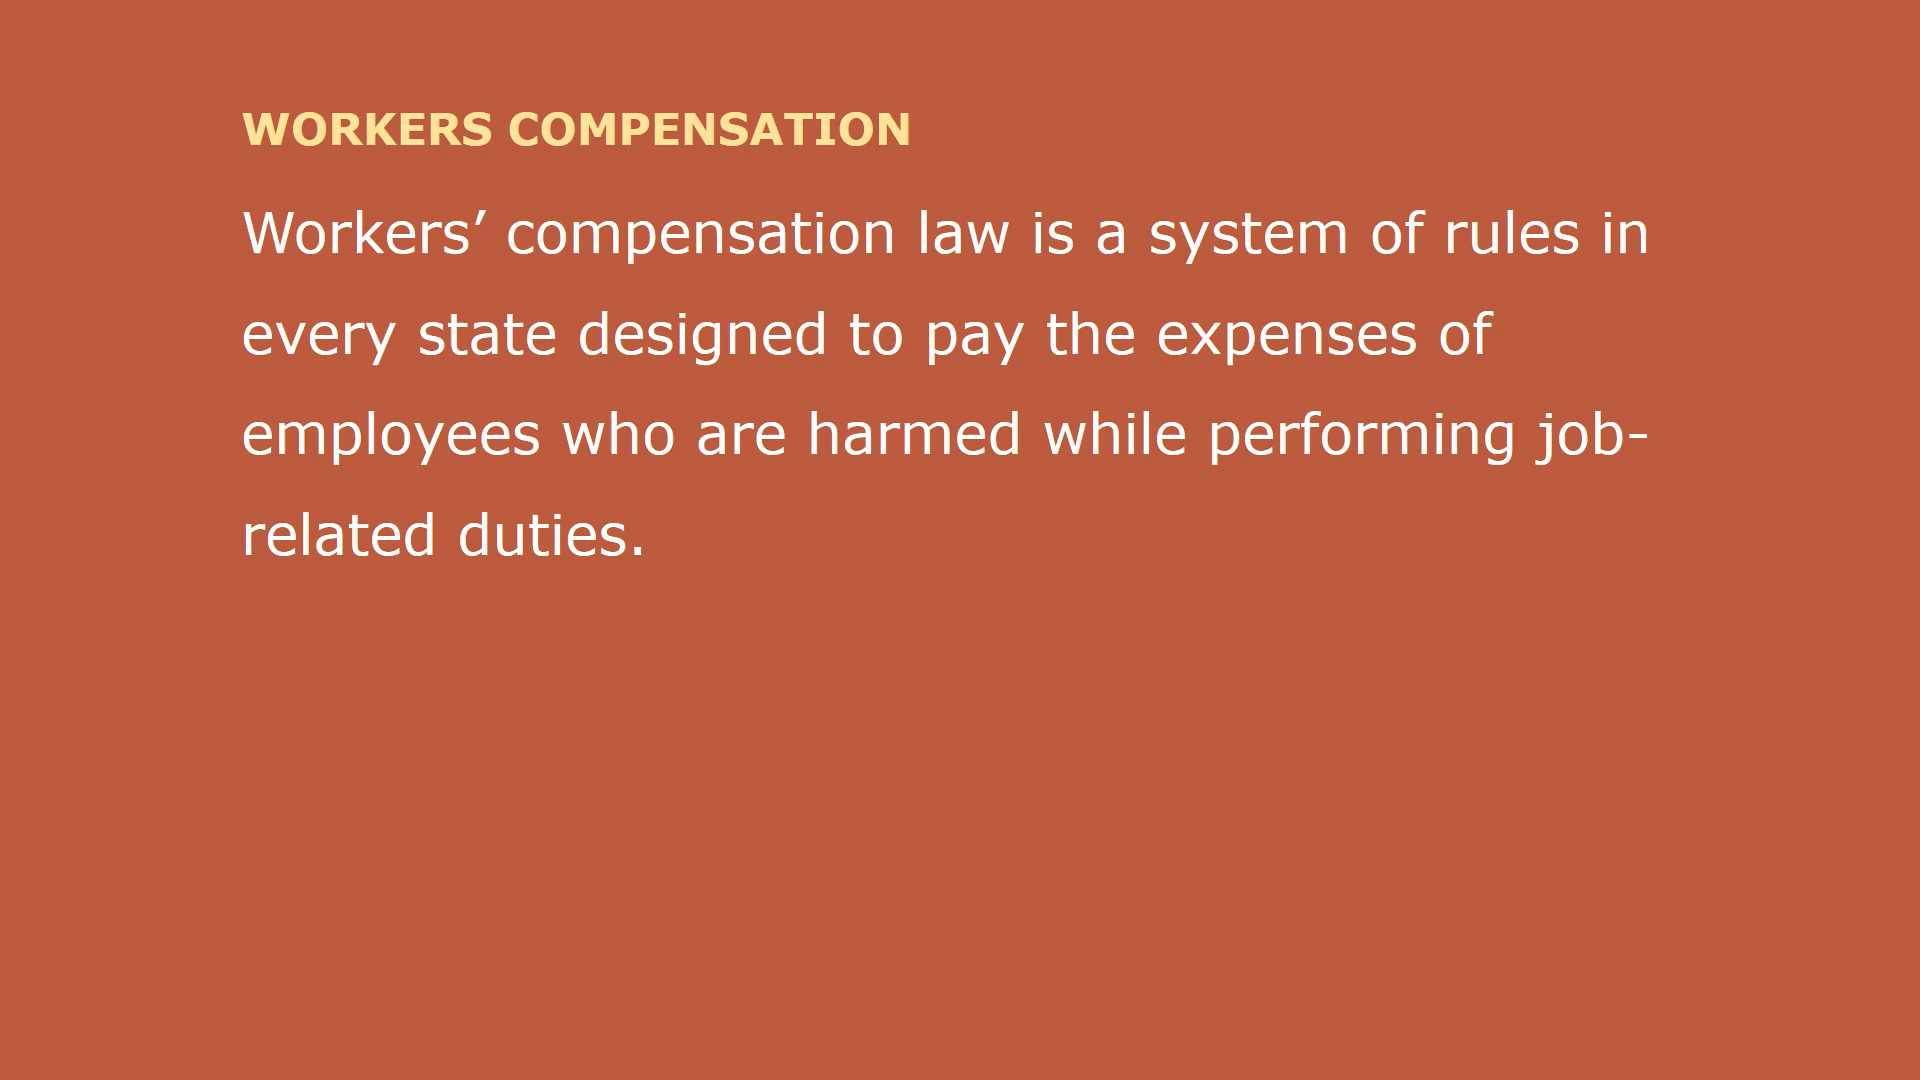 WORKERS COMPENSATION
Workers’ compensation law is a system of rules in
every state designed to pay the expenses of
employees who are harmed while performing job-
related duties.